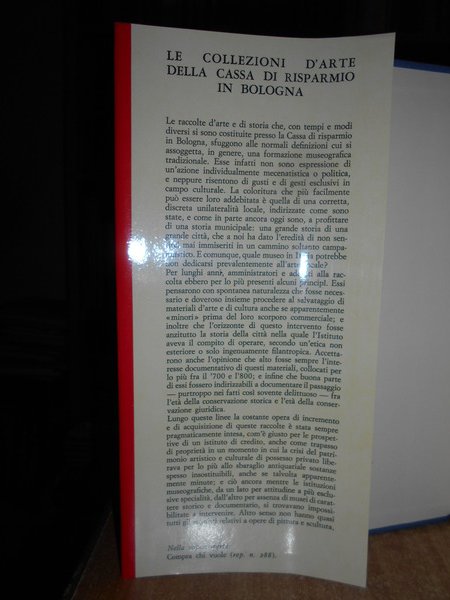 LE COLLEZIONI D'ARTE
DELLA CASSA DI RISPARMIO
IN BOLOGNA
Le raccolte d'arte e di storia che, con tempi e modi
diversi si sono costituite presso la Cassa di risparmio
in Bologna, sfuggono alle normali definizioni cui si
assoggetta, in genere, una formazione museografica
tradizionale. Esse infatti non sono espressione di
un'azione individualmente mecenatistica o politica,
e neppure risentono di gusti e di gesti esclusivi in
campo culturale. La coloritura che più facilmente
può essere loro addebitata è quella di una corretta,
discreta unilateralità locale, indirizzate come sono
state, e come in parte ancora oggi sono, a profittare
di una storia municipale: una grande storia di una
grande città, che a noi ha dato l'eredità di non sen-
mai immiseriti in un cammino soltanto campa-
E comunque, quale museo in potrebbe
non dedicarsi prevalentemente all'arte
Per lunghi anni, amministratori e alla rac-
colta ebbero per lo più presenti alcuni principî. Essi
pensarono con spontanea naturalezza che fosse neces-
sario e doveroso insieme procedere al salvataggio di
materiali d'arte e di cultura anche se apparentemente
«minori» prima del loro scorporo commerciale; e
inoltre che l'orizzonte di questo intervento fosse
anzitutto la storia della città nella quale l'Istituto
aveva il compito di operare, secondo un'etica non
esteriore o solo ingenuamente filantropica. Accetta-
rono anche l'opinione che alto fosse sempre l'inte-
resse documentativo di questi materiali, collocati per
lo più fra il '700 e l'800; e infine che buona parte
di essi fossero indirizzabili a documentare il passaggio
— purtroppo nei fatti così sovente delittuoso — fra
l'età della conservazione storica e l'età della conser-
vazione giuridica.
Lungo queste linee la costante opera di incremento
e di acquisizione di queste raccolte è stata sempre
pragmaticamente intesa, com'è giusto per le prospet-
tive di un istituto di credito, anche come trapasso
di proprietà in un momento in cui la crisi del patri-
monio artistico e culturale di possesso privato libe-
rava per lo più allo sbaraglio antiquariale sostanze
spesso insostituibili, anche se talvolta apparente-
mente minute; e ciò ancora mentre le istituzioni
museografiche, da un lato per attitudine a più esclu-
sive specialità, dall'altro per assenza di musei di carat-
tere storico e documentario, si trovavano impossi-
bilitate a intervenire. Altro senso non hanno quasi
tutti gli acquisti relativi a opere di pittura e scultura,
Nella
Compra chi vuole (rep. n. 288).